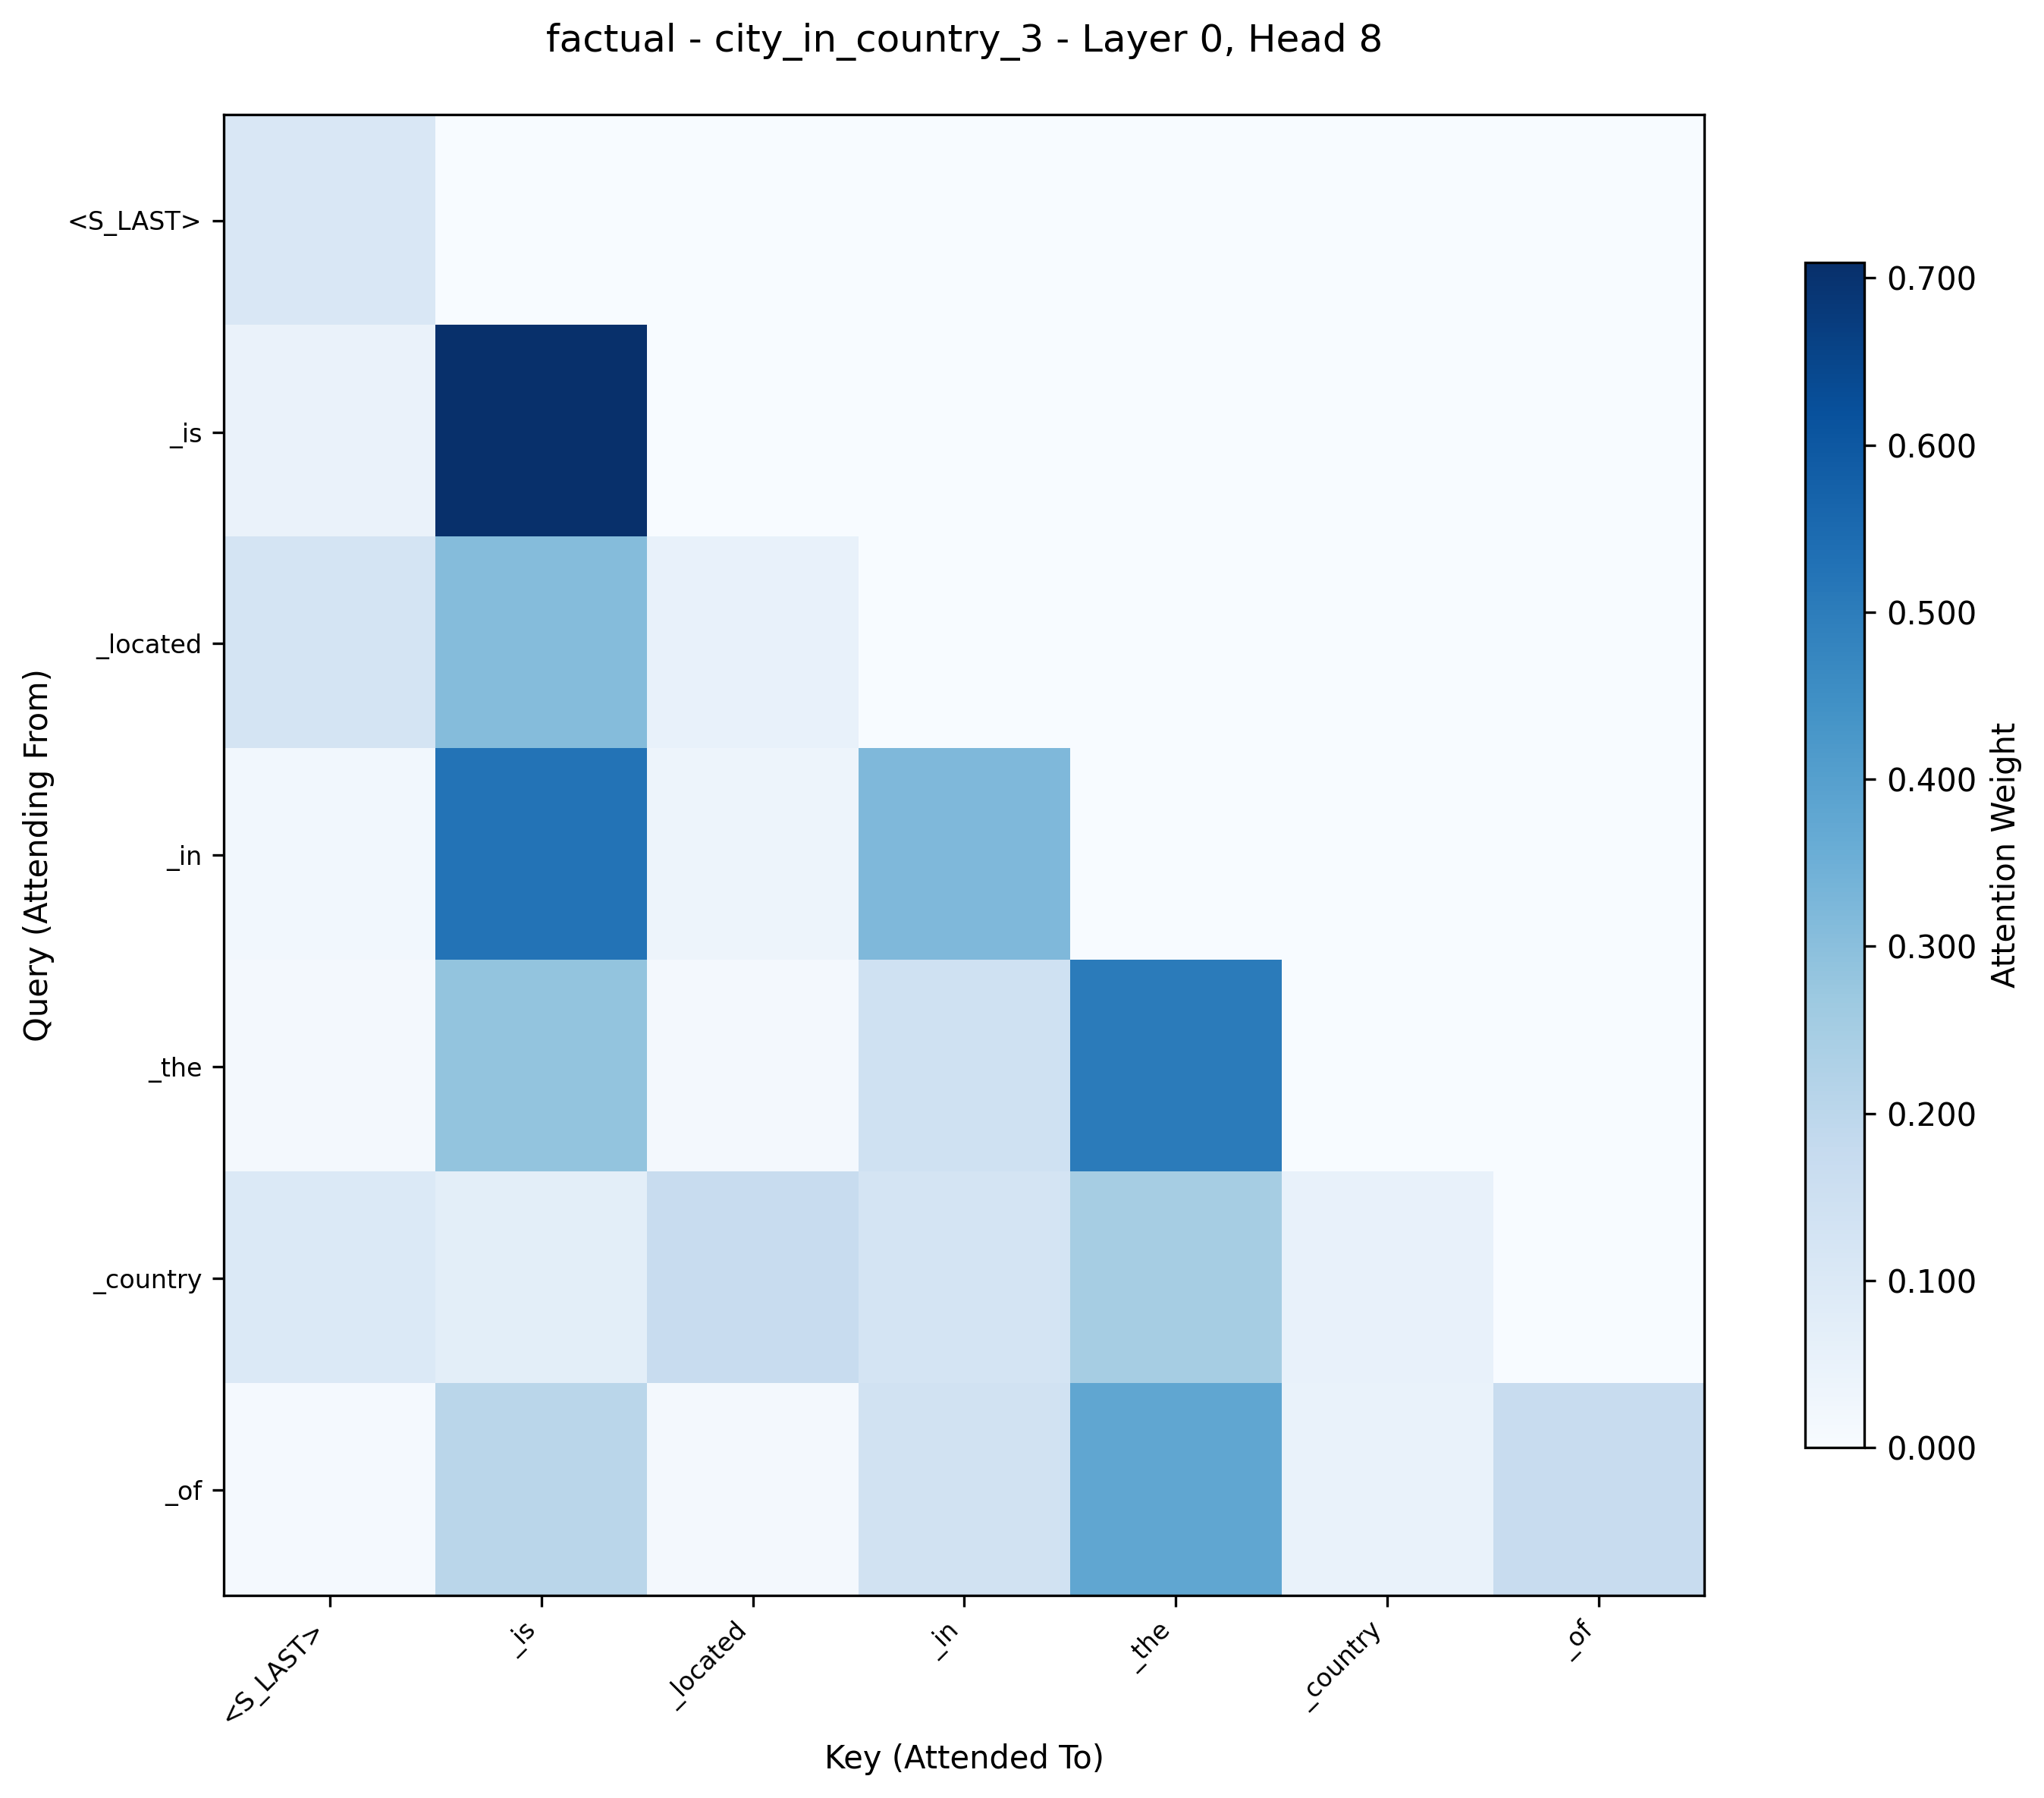 factual - city_in_country_3 - Layer 0, Head 8
Query (Attending From)
<S_LAST>
_is
_located
_in
_the
_country
_of
<S_LAST>
_is
_located
_in
_the
_country
_of
Key (Attended To)
0.700
0.600
0.500
0.400
0.300
0.200
0.100
0.000
Attention Weight